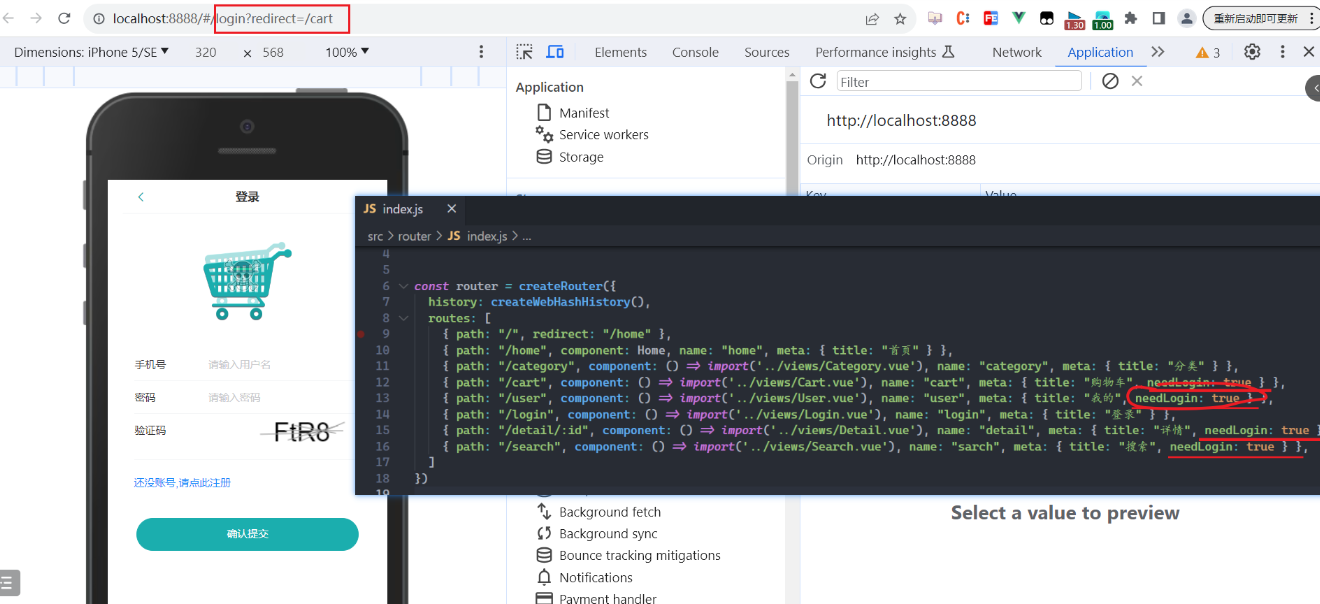 localhost:8888/#/login?redirect=/cart
1.30
1.00
重新启动即可更新
Dimensions: iPhone 5/SE
320 × 568
100%
Elements
Console
Sources
Performance insights
Network
Application
3
Application
Manifest
Service workers
Storage
Filter
http://localhost:8888
Origin http://localhost:8888
Key
Value
登录
手机号 请输入用户名
密码 请输入密码
验证码 FtR8
还没账号,请点此注册
确认提交
JS index.js
src > router > JS index.js > ...
4
5
6 const router = createRouter({
7 history: createWebHashHistory(),
8 routes: [
9 { path: "/", redirect: "/home" },
10 { path: "/home", component: Home, name: "home", meta: { title: "首页" } },
11 { path: "/category", component: () => import('../views/Category.vue'), name: "category", meta: { title: "分类" } },
12 { path: "/cart", component: () => import('../views/Cart.vue'), name: "cart", meta: { title: "购物车", needLogin: true } },
13 { path: "/user", component: () => import('../views/User.vue'), name: "user", meta: { title: "我的", needLogin: true } },
14 { path: "/login", component: () => import('../views/Login.vue'), name: "login", meta: { title: "登录" } },
15 { path: "/detail/:id", component: () => import('../views/Detail.vue'), name: "detail", meta: { title: "详情", needLogin: true }
16 { path: "/search", component: () => import('../views/Search.vue'), name: "sarch", meta: { title: "搜索", needLogin: true } },
17 ]
18 })
19
Background fetch
Background sync
Bounce tracking mitigations
Notifications
Payment handler
Select a value to preview